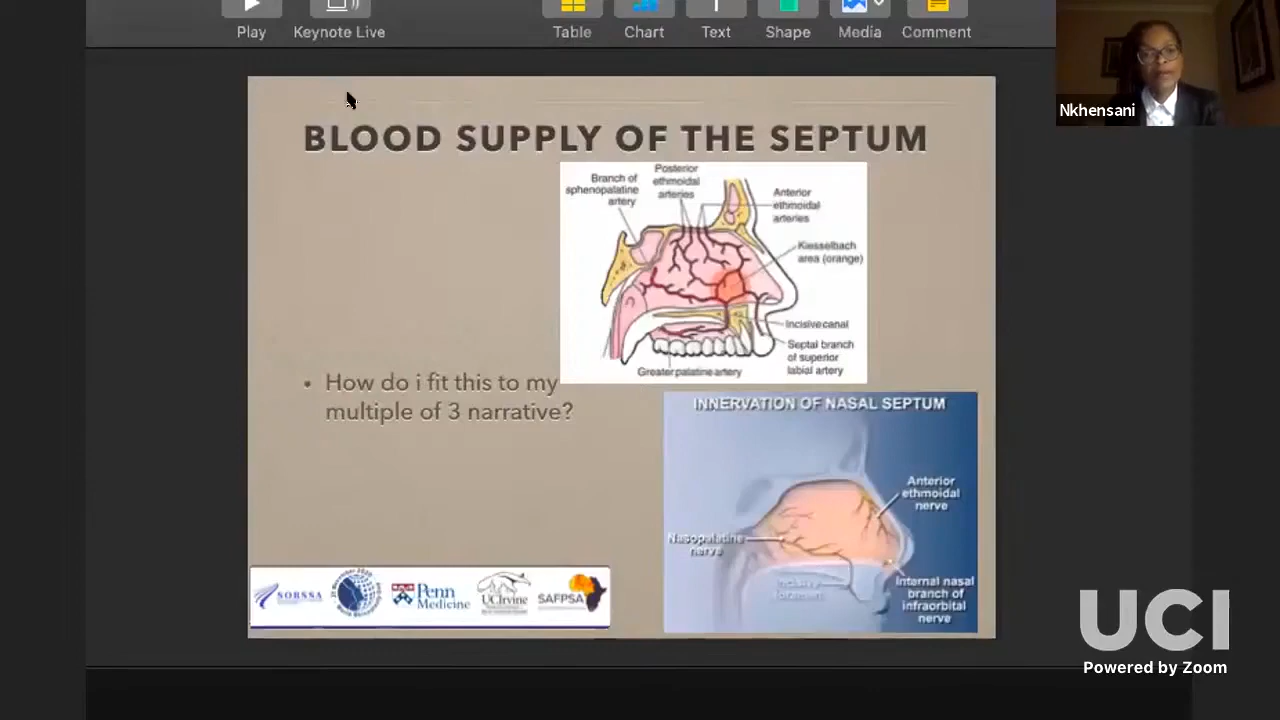 Play
Keynote Live
Table
Chart
Text
Shape
Media
Comment
Nkhensani
BLOOD SUPPLY OF THE SEPTUM
Branch of
sphenopalatine
artery
Posterior
ethmoidal
arteries
Anterior
ethmoidal
arteries
Kiesselbach
area (orange)
Incisive canal
Septal branch
of superior
labial artery
Greater palatine artery
• How do i fit this to my
multiple of 3 narrative?
INNERVATION OF NASAL SEPTUM
Anterior
ethmoidal
nerve
Nasopalatine
nerve
Incisive
foramen
Internal nasal
branch of
infraorbital
nerve
SORSSA
Penn
Medicine
UCIrvine
SAFPSA
UCI
Powered by Zoom